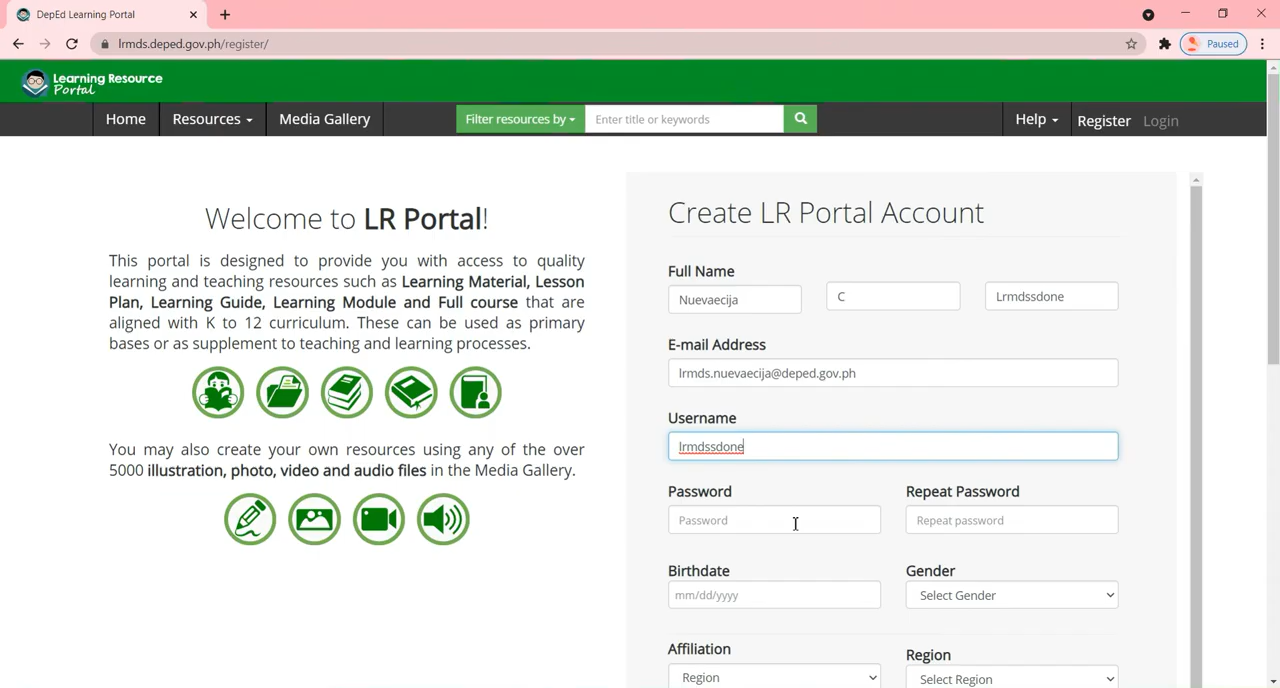 DepEd Learning Portal
lrmds.deped.gov.ph/register/
Paused
Learning Resource
Portal
Home
Resources
Media Gallery
Filter resources by
Enter title or keywords
Help
Register
Login
Welcome to LR Portal!
This portal is designed to provide you with access to quality
learning and teaching resources such as Learning Material, Lesson
Plan, Learning Guide, Learning Module and Full course that are
aligned with K to 12 curriculum. These can be used as primary
bases or as supplement to teaching and learning processes.
You may also create your own resources using any of the over
5000 illustration, photo, video and audio files in the Media Gallery.
Create LR Portal Account
Full Name
Nuevaecija
C
Lrmdssdone
E-mail Address
lrmds.nuevaecija@deped.gov.ph
Username
lrmdssdone
Password
Repeat Password
Password
Repeat password
Birthdate
Gender
mm/dd/yyyy
Select Gender
Affiliation
Region
Region
Select Region